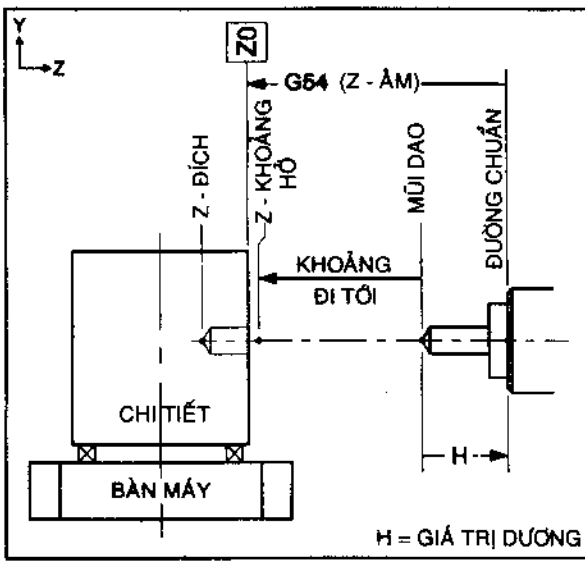 Y
Z
Z0
G54 (Z - ÂM)
Z - ĐÍCH
Z - KHOẢNG
HỞ
MŨI DAO
ĐƯỜNG CHUẨN
KHOẢNG
ĐI TỚI
CHI TIẾT
H
BÀN MÁY
H = GIÁ TRỊ DƯƠNG